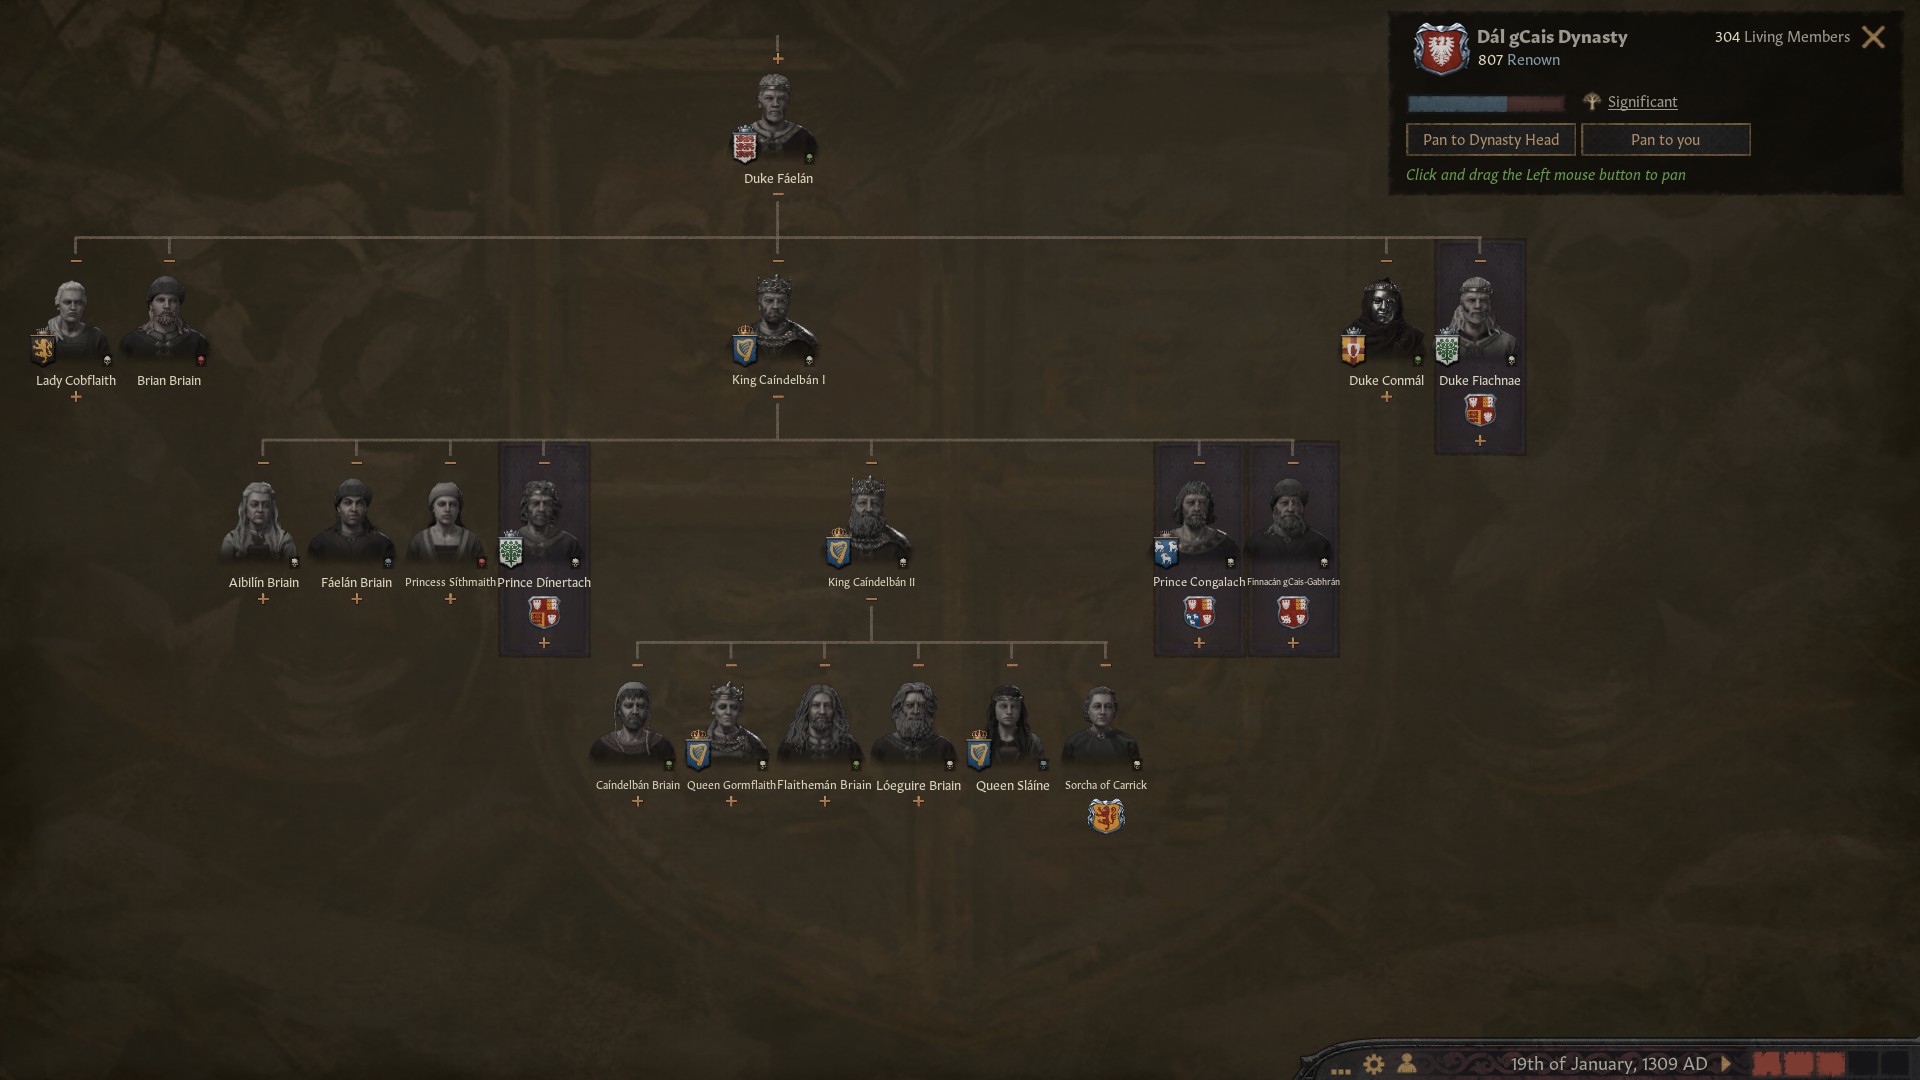 Dál gCais Dynasty
304 Living Members
807 Renown
Significant
Pan to Dynasty Head
Pan to you
Click and drag the Left mouse button to pan
Duke Fáelán
Lady Cobflaith
Brian Briain
King Caíndelbán I
Duke Conmál
Duke Fiachnae
Aibilín Briain
Fáelán Briain
Princess Síthmaith
Prince Dínertach
King Caíndelbán II
Prince Congalach
Finnacán gCais-Gabhrán
Caíndelbán Briain
Queen Gormflaith
Flaithemán Briain
Lóeguire Briain
Queen Sláíne
Sorcha of Carrick
19th of January, 1309 AD